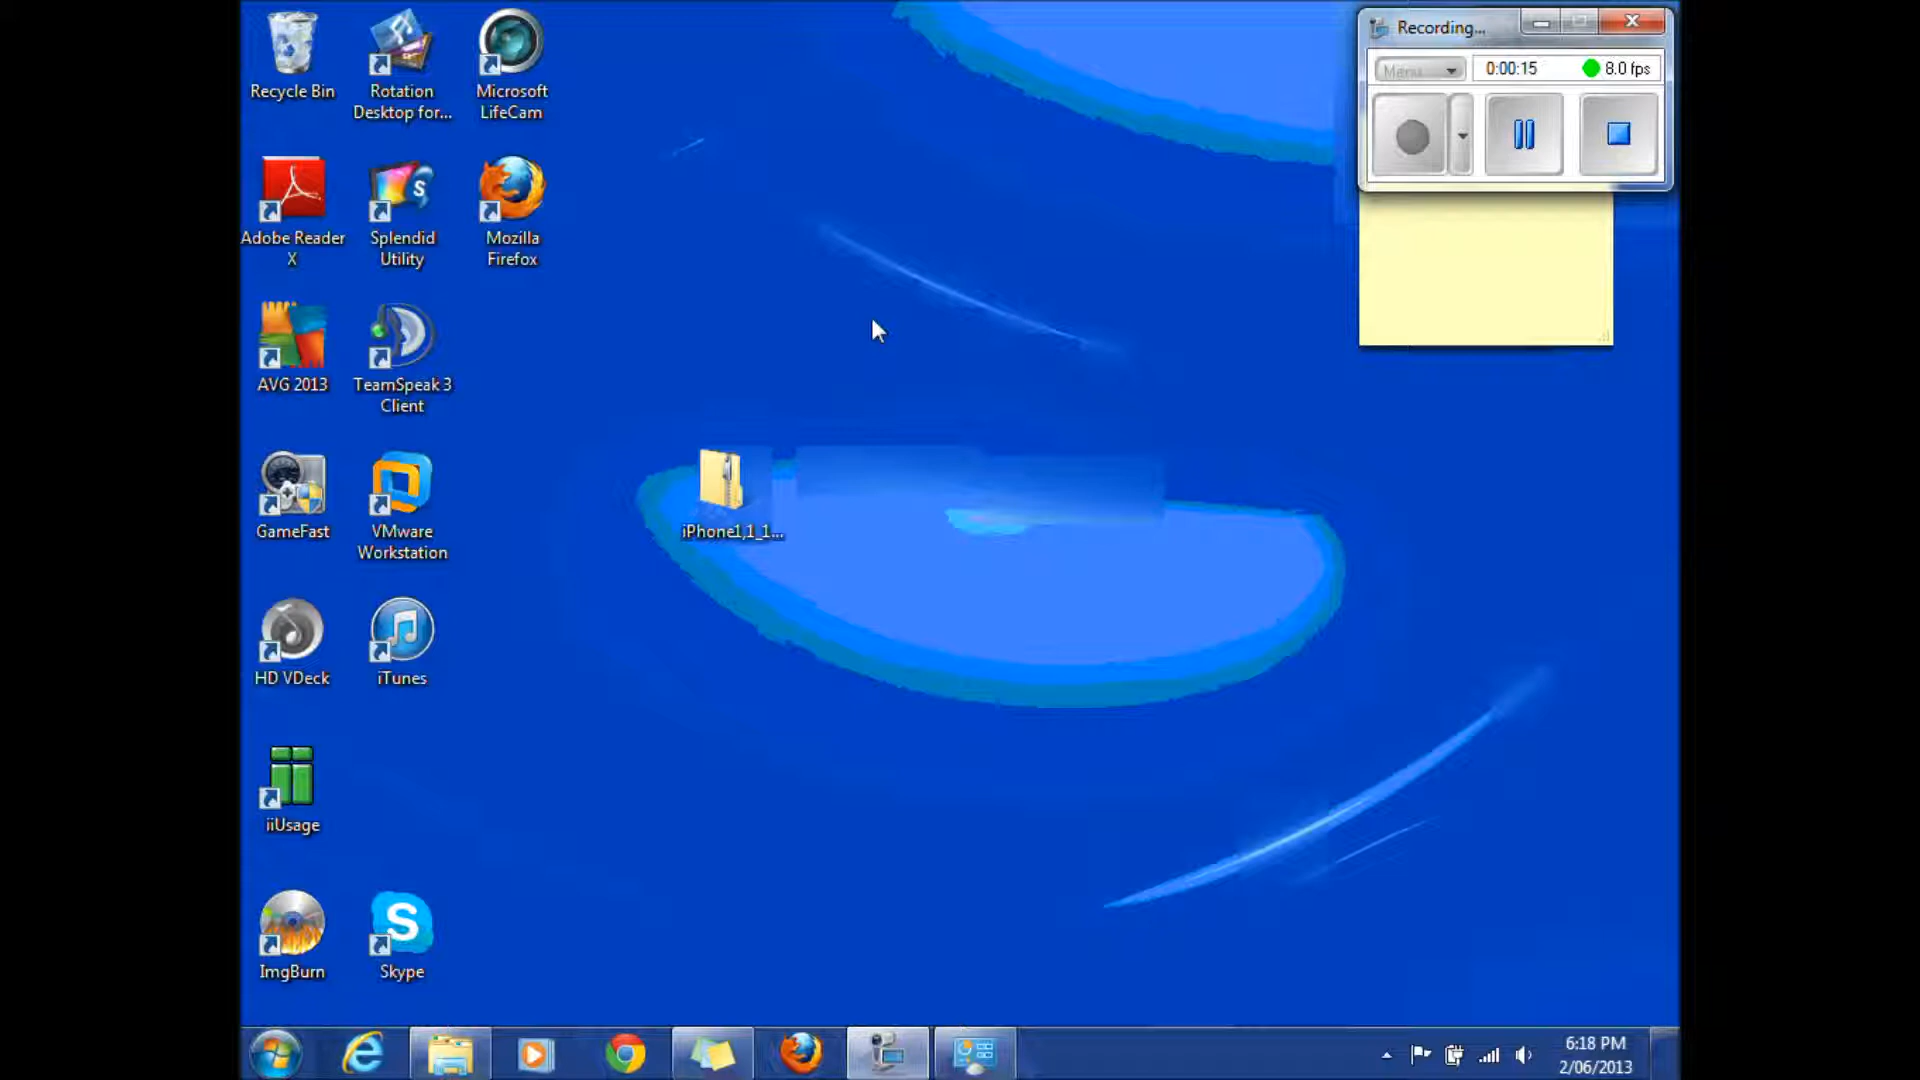 Recording...
Menu
0:00:15
8.0 fps
Recycle Bin
Rotation
Desktop for...
Microsoft
LifeCam
Adobe Reader
X
Splendid
Utility
Mozilla
Firefox
AVG 2013
TeamSpeak 3
Client
GameFast
VMware
Workstation
iPhone1,1_1...
HD VDeck
iTunes
iiUsage
ImgBurn
Skype
6:18 PM
2/06/2013